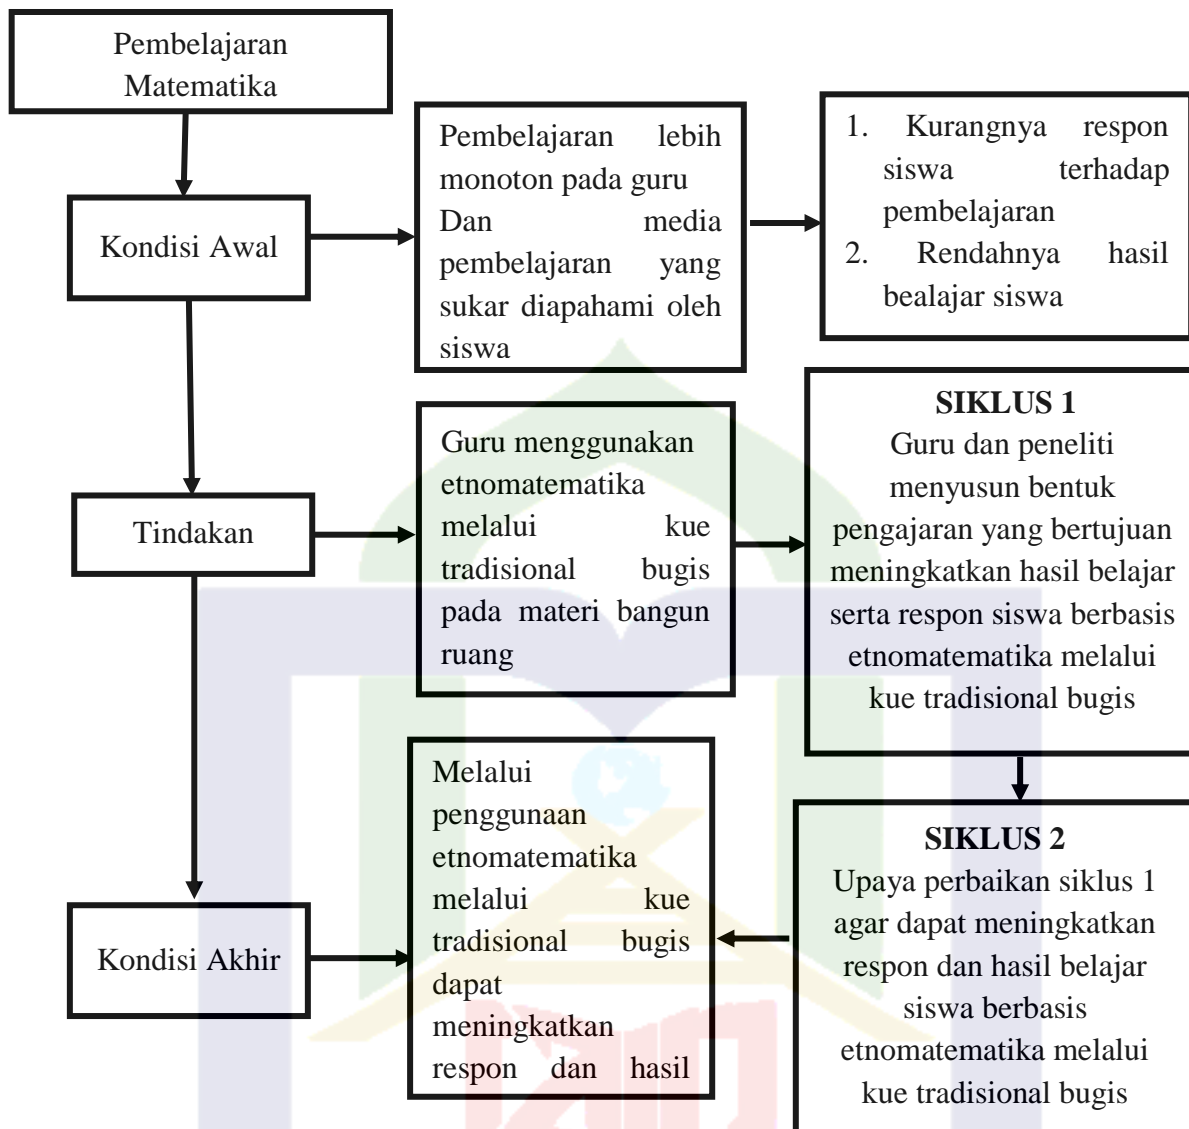 Pembelajaran
Matematika
Kondisi Awal
Pembelajaran lebih
monoton pada guru
Dan media
pembelajaran yang
sukar diapahami oleh
siswa
1. Kurangnya respon
siswa terhadap
pembelajaran
2. Rendahnya hasil
bealajar siswa
Tindakan
Guru menggunakan
etnomatematika
melalui kue
tradisional bugis
pada materi bangun
ruang
SIKLUS 1
Guru dan peneliti
menyusun bentuk
pengajaran yang bertujuan
meningkatkan hasil belajar
serta respon siswa berbasis
etnomatematika melalui
kue tradisional bugis
Kondisi Akhir
Melalui
penggunaan
etnomatematika
melalui kue
tradisional bugis
dapat
meningkatkan
respon dan hasil
SIKLUS 2
Upaya perbaikan siklus 1
agar dapat meningkatkan
respon dan hasil belajar
siswa berbasis
etnomatematika melalui
kue tradisional bugis